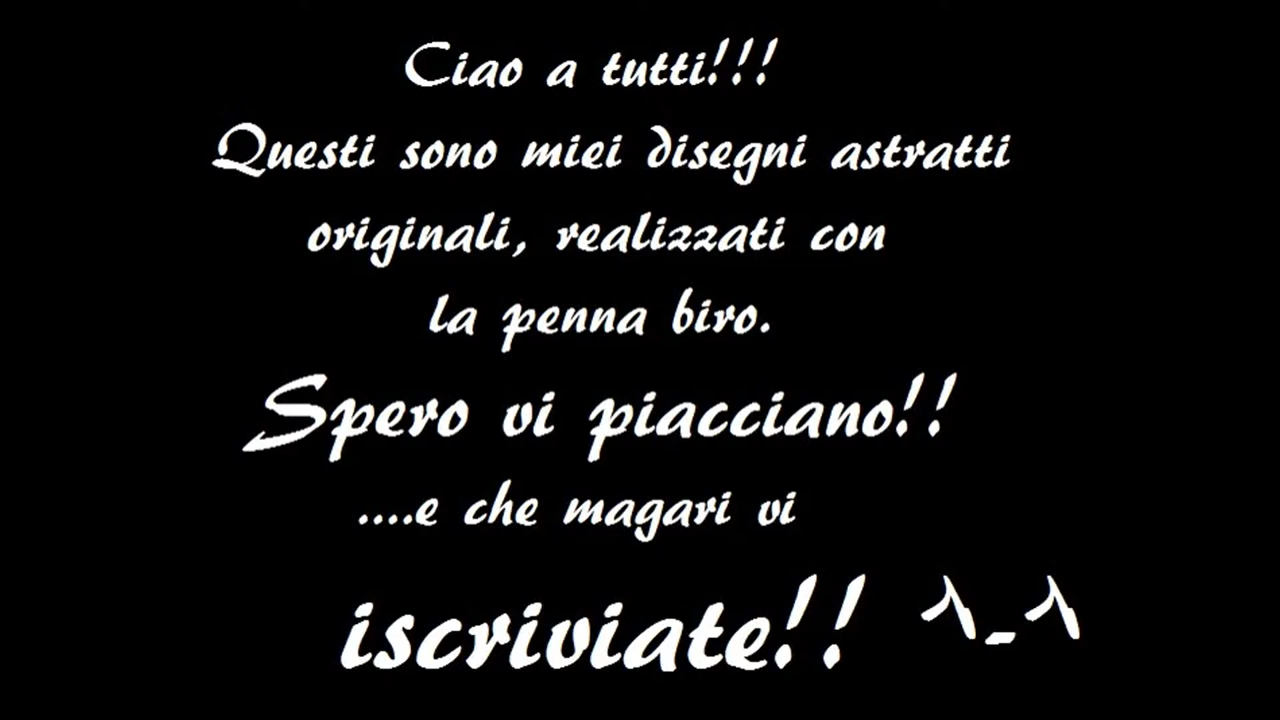 Ciao a tutti!!!
Questi sono miei disegni astratti
originali, realizzati con
la penna biro.
Spero vi piacciano!!
....e che magari vi
iscriviate!! ^_^